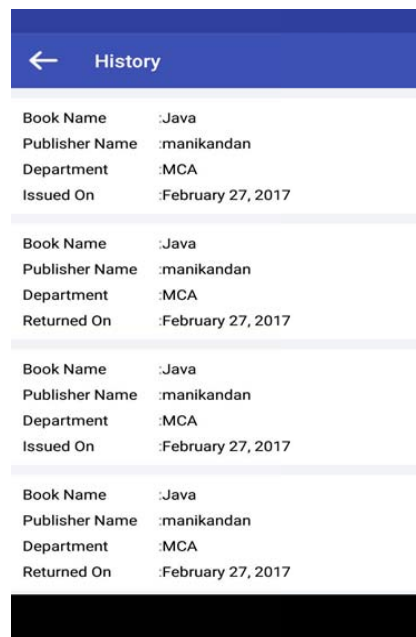 History
Book Name :Java
Publisher Name :manikandan
Department :MCA
Issued On :February 27, 2017
Book Name :Java
Publisher Name :manikandan
Department :MCA
Returned On :February 27, 2017
Book Name :Java
Publisher Name :manikandan
Department :MCA
Issued On :February 27, 2017
Book Name :Java
Publisher Name :manikandan
Department :MCA
Returned On :February 27, 2017